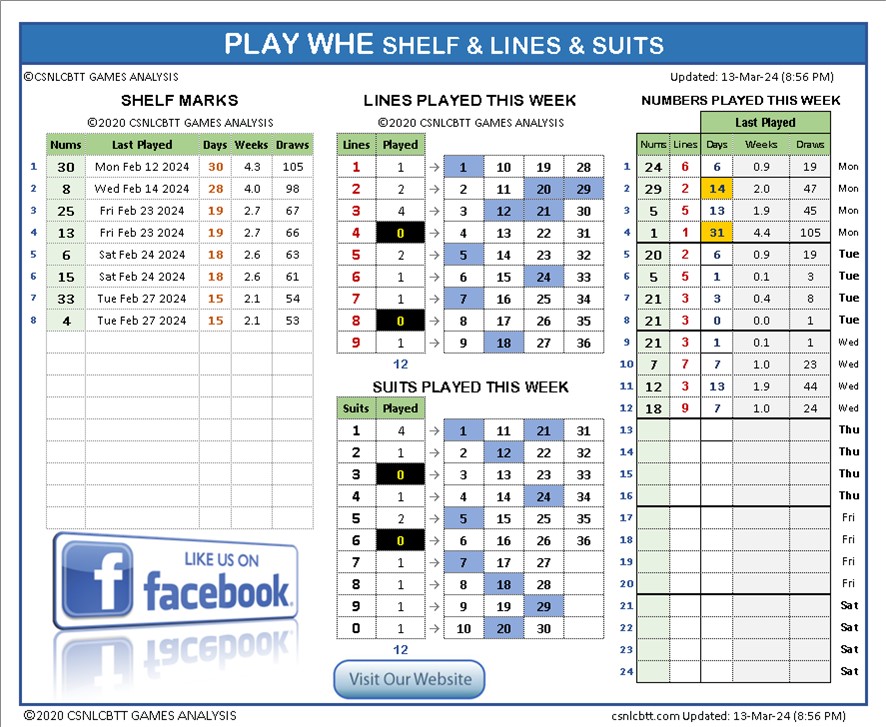 PLAY WHE SHELF & LINES & SUITS
©CSNLCBTT GAMES ANALYSIS Updated: 13-Mar-24 (8:56 PM)
SHELF MARKS
©2020 CSNLCBTT GAMES ANALYSIS
Nums Last Played Days Weeks Draws
1 30 Mon Feb 12 2024 30 4.3 105
2 8 Wed Feb 14 2024 28 4.0 98
3 25 Fri Feb 23 2024 19 2.7 67
4 13 Fri Feb 23 2024 19 2.7 66
5 6 Sat Feb 24 2024 18 2.6 63
6 15 Sat Feb 24 2024 18 2.6 61
7 33 Tue Feb 27 2024 15 2.1 54
8 4 Tue Feb 27 2024 15 2.1 53
LIKE US ON
facebook.
LINES PLAYED THIS WEEK
©2020 CSNLCBTT GAMES ANALYSIS
Lines Played
1 1 → 1 10 19 28
2 2 → 2 11 20 29
3 4 → 3 12 21 30
4 0 → 4 13 22 31
5 2 → 5 14 23 32
6 1 → 6 15 24 33
7 1 → 7 16 25 34
8 0 → 8 17 26 35
9 1 → 9 18 27 36
12
SUITS PLAYED THIS WEEK
Suits Played
1 4 → 1 11 21 31
2 1 → 2 12 22 32
3 0 → 3 13 23 33
4 1 → 4 14 24 34
5 2 → 5 15 25 35
6 0 → 6 16 26 36
7 1 → 7 17 27
8 1 → 8 18 28
9 1 → 9 19 29
0 1 → 10 20 30
12
Visit Our Website
NUMBERS PLAYED THIS WEEK
Last Played
Nums Lines Days Weeks Draws
1 24 6 6 0.9 19 Mon
2 29 2 14 2.0 47 Mon
3 5 5 13 1.9 45 Mon
4 1 1 31 4.4 105 Mon
5 20 2 6 0.9 19 Tue
6 5 5 1 0.1 3 Tue
7 21 3 3 0.4 8 Tue
8 21 3 0 0.0 1 Tue
9 21 3 1 0.1 1 Wed
10 7 7 7 1.0 23 Wed
11 12 3 13 1.9 44 Wed
12 18 9 7 1.0 24 Wed
13 Thu
14 Thu
15 Thu
16 Thu
17 Fri
18 Fri
19 Fri
20 Fri
21 Sat
22 Sat
23 Sat
24 Sat
©2020 CSNLCBTT GAMES ANALYSIS csnlcbtt.com Updated: 13-Mar-24 (8:56 PM)